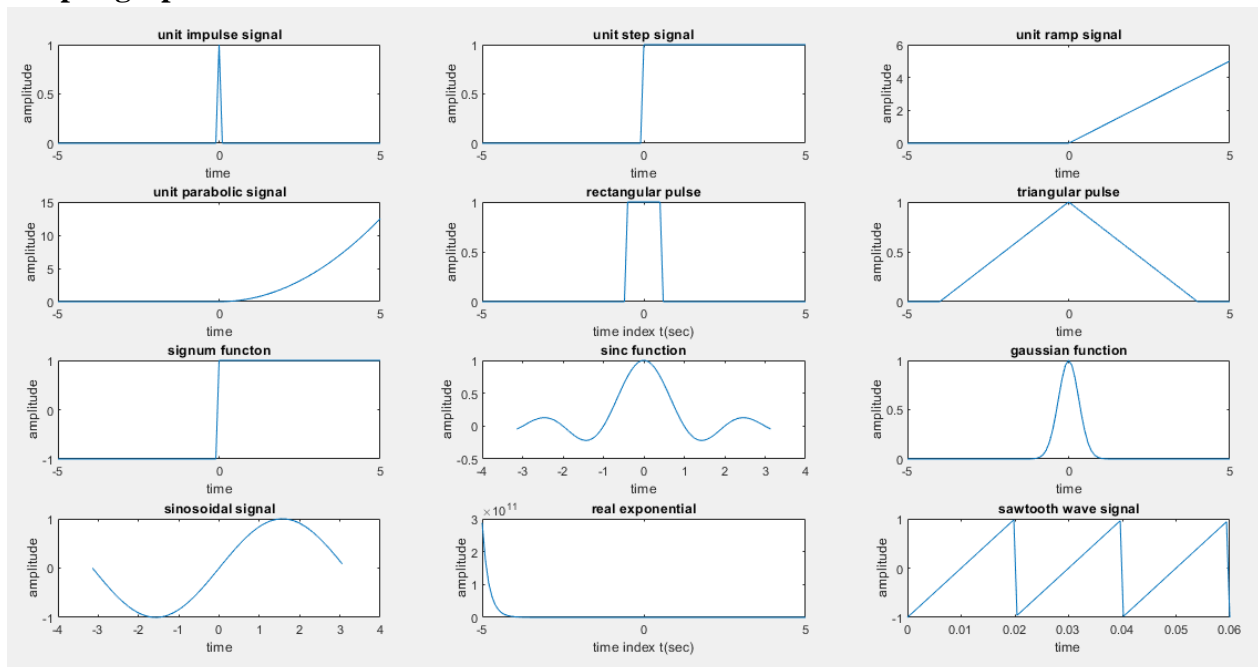 unit impulse signal
amplitude
1
0.5
0
-5
0
5
time
unit step signal
amplitude
1
0.5
0
-5
0
5
time
unit ramp signal
amplitude
6
4
2
0
-5
0
5
time
unit parabolic signal
amplitude
15
10
5
0
-5
0
5
time
rectangular pulse
amplitude
1
0.5
0
-5
0
5
time index t(sec)
triangular pulse
amplitude
1
0.5
0
-5
0
5
time
signum functon
amplitude
1
0
-1
-5
0
5
time
sinc function
amplitude
1
0.5
0
-0.5
-4
-3
-2
-1
0
1
2
3
4
time
gaussian function
amplitude
1
0.5
0
-5
0
5
time
sinosoidal signal
amplitude
1
0
-1
-4
-3
-2
-1
0
1
2
3
4
time
real exponential
×10^11
amplitude
3
2
1
0
-5
0
5
time index t(sec)
sawtooth wave signal
amplitude
1
0
-1
0
0.01
0.02
0.03
0.04
0.05
0.06
time